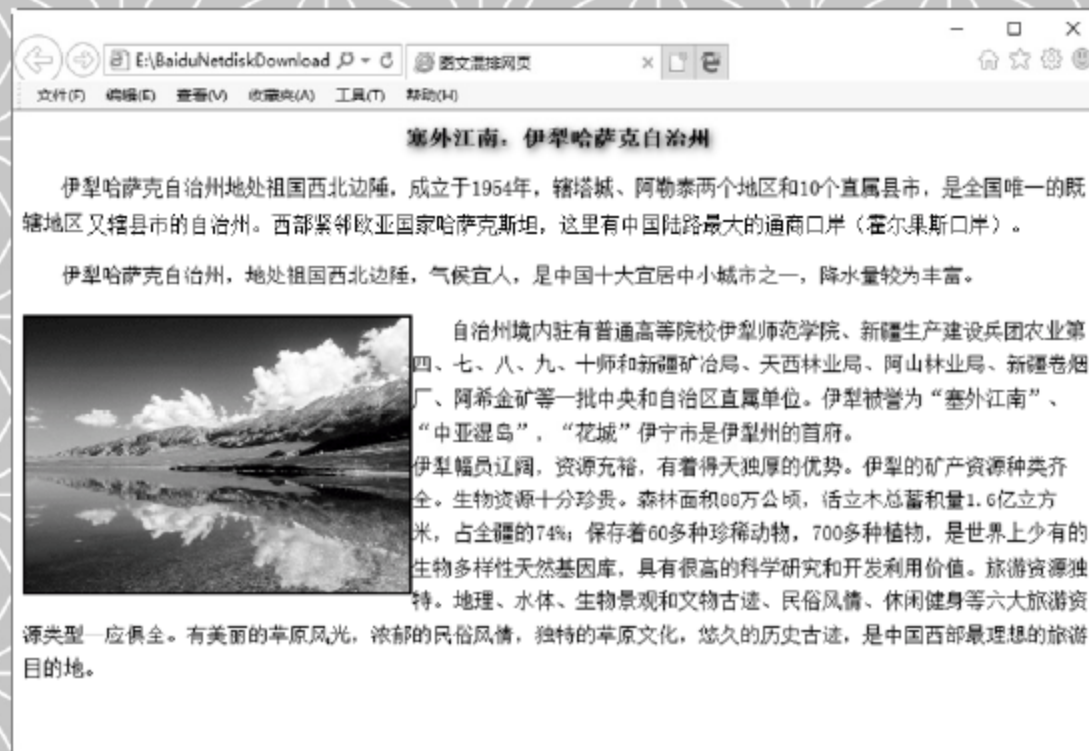 E:\BaiduNetdiskDownload
图文混排网页
文件(F) 编辑(E) 查看(V) 收藏夹(A) 工具(T) 帮助(H)
塞外江南，伊犁哈萨克自治州
伊犁哈萨克自治州地处祖国西北边陲，成立于1954年，辖塔城、阿勒泰两个地区和10个直属县市，是全国唯一的既
辖地区又辖县市的自治州。西部紧邻欧亚国家哈萨克斯坦，这里有中国陆路最大的通商口岸（霍尔果斯口岸）。
伊犁哈萨克自治州，地处祖国西北边陲，气候宜人，是中国十大宜居中小城市之一，降水量较为丰富。
自治州境内驻有普通高等院校伊犁师范学院、新疆生产建设兵团农业第
四、七、八、九、十师和新疆矿冶局、天西林业局、阿山林业局、新疆卷烟
厂、阿希金矿等一批中央和自治区直属单位。伊犁被誉为“塞外江南”、
“中亚湿岛”，“花城”伊宁市是伊犁州的首府。
伊犁幅员辽阔，资源充裕，有着得天独厚的优势。伊犁的矿产资源种类齐
全。生物资源十分珍贵。森林面积88万公顷，活立木总蓄积量1.6亿立方
米，占全疆的74%；保存着60多种珍稀动物，700多种植物，是世界上少有的
生物多样性天然基因库，具有很高的科学研究和开发利用价值。旅游资源独
特。地理、水体、生物景观和文物古迹、民俗风情、休闲健身等六大旅游资
源类型一应俱全。有美丽的草原风光，浓郁的民俗风情，独特的草原文化，悠久的历史古迹，是中国西部最理想的旅游
目的地。